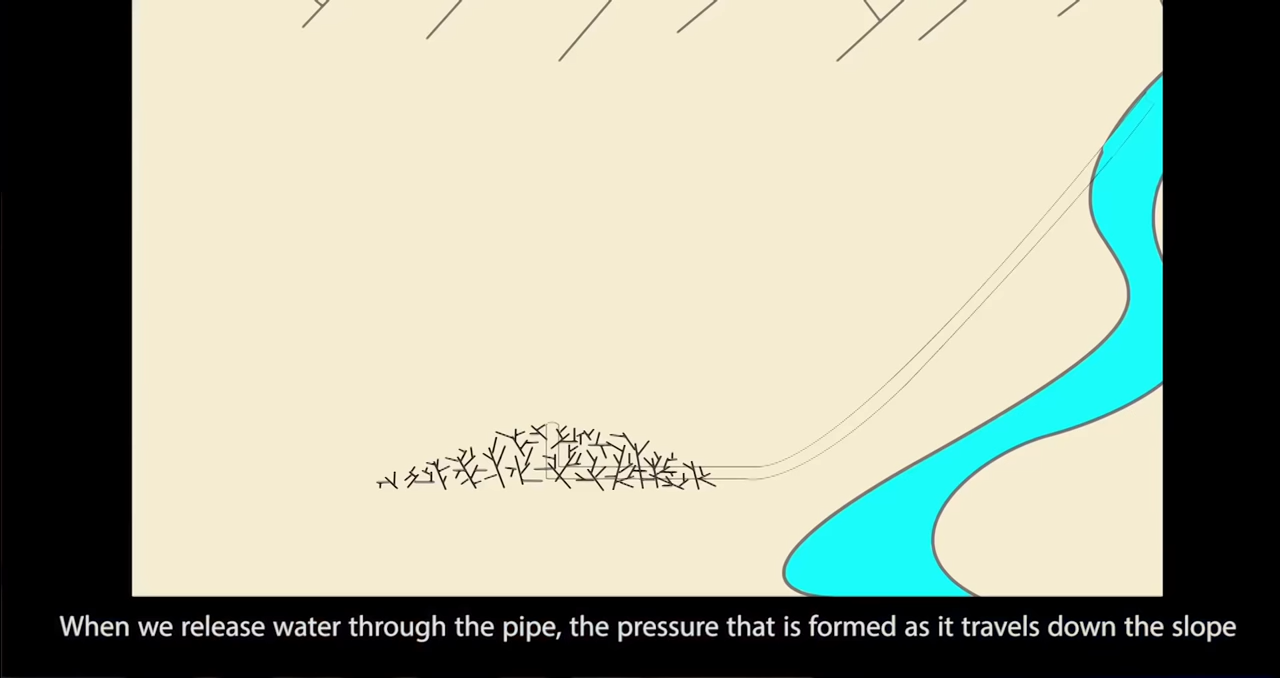 When we release water through the pipe, the pressure that is formed as it travels down the slope